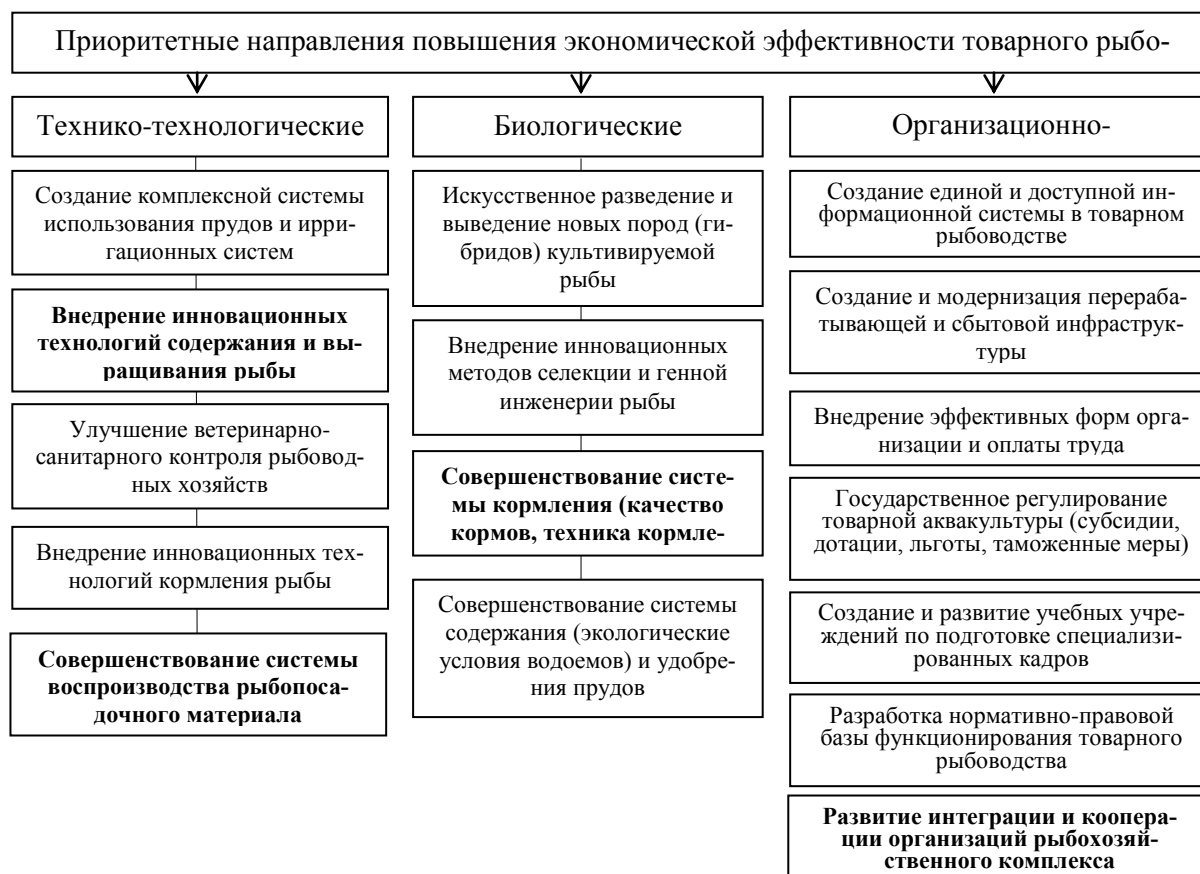 Приоритетные направления повышения экономической эффективности товарного рыбо-
Технико-технологические
Биологические
Организационно-
Создание комплексной системы
использования прудов и ирри-
гационных систем
Внедрение инновационных
технологий содержания и вы-
ращивания рыбы
Улучшение ветеринарно-
санитарного контроля рыбовод-
ных хозяйств
Внедрение инновационных тех-
нологий кормления рыбы
Совершенствование системы
воспроизводства рыбопоса-
дочного материала
Искусственное разведение и
выведение новых пород (ги-
бридов) культивируемой
рыбы
Внедрение инновационных
методов селекции и генной
инженерии рыбы
Совершенствование систе-
мы кормления (качество
кормов, техника кормле-
Совершенствование системы
содержания (экологические
условия водоемов) и удобре-
ния прудов
Создание единой и доступной ин-
формационной системы в товарном
рыбоводстве
Создание и модернизация перераба-
тывающей и сбытовой инфраструк-
туры
Внедрение эффективных форм орга-
низации и оплаты труда
Государственное регулирование
товарной аквакультуры (субсидии,
дотации, льготы, таможенные меры)
Создание и развитие учебных учре-
ждений по подготовке специализи-
рованных кадров
Разработка нормативно-правовой
базы функционирования товарного
рыбоводства
Развитие интеграции и коопера-
ции организаций рыбохозяй-
ственного комплекса